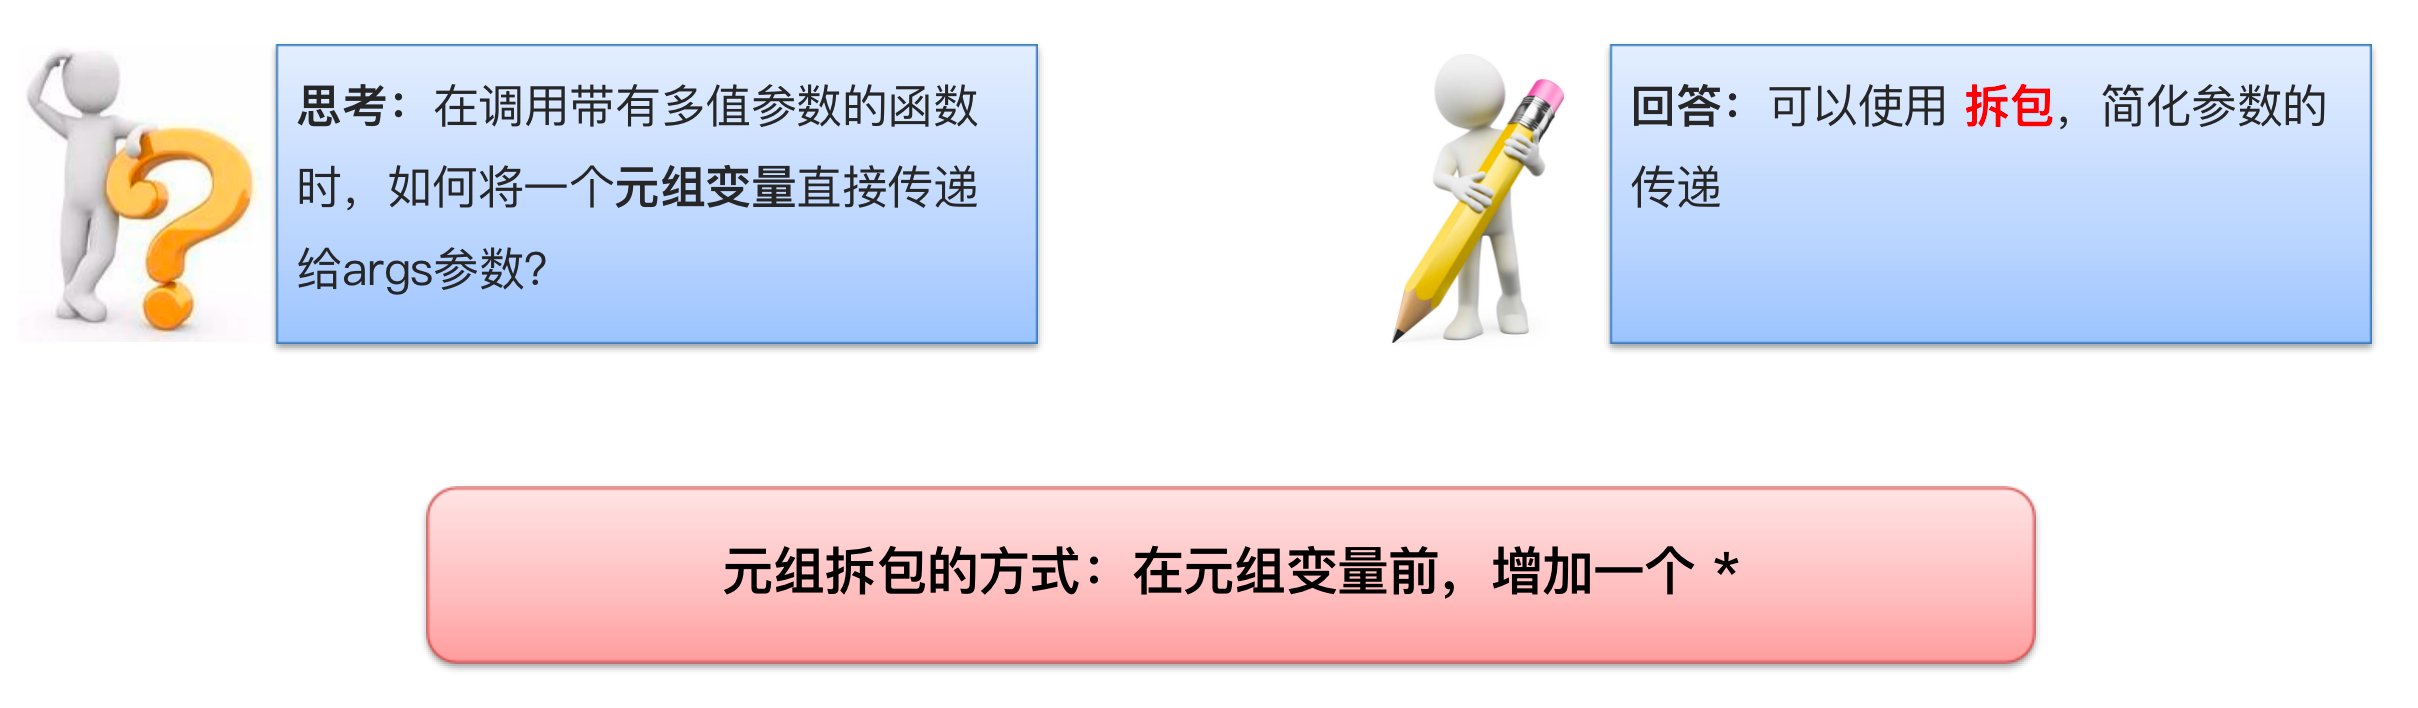 思考：在调用带有多值参数的函数
时，如何将一个元组变量直接传递
给args参数？
回答：可以使用 拆包，简化参数的
传递
元组拆包的方式：在元组变量前，增加一个 *